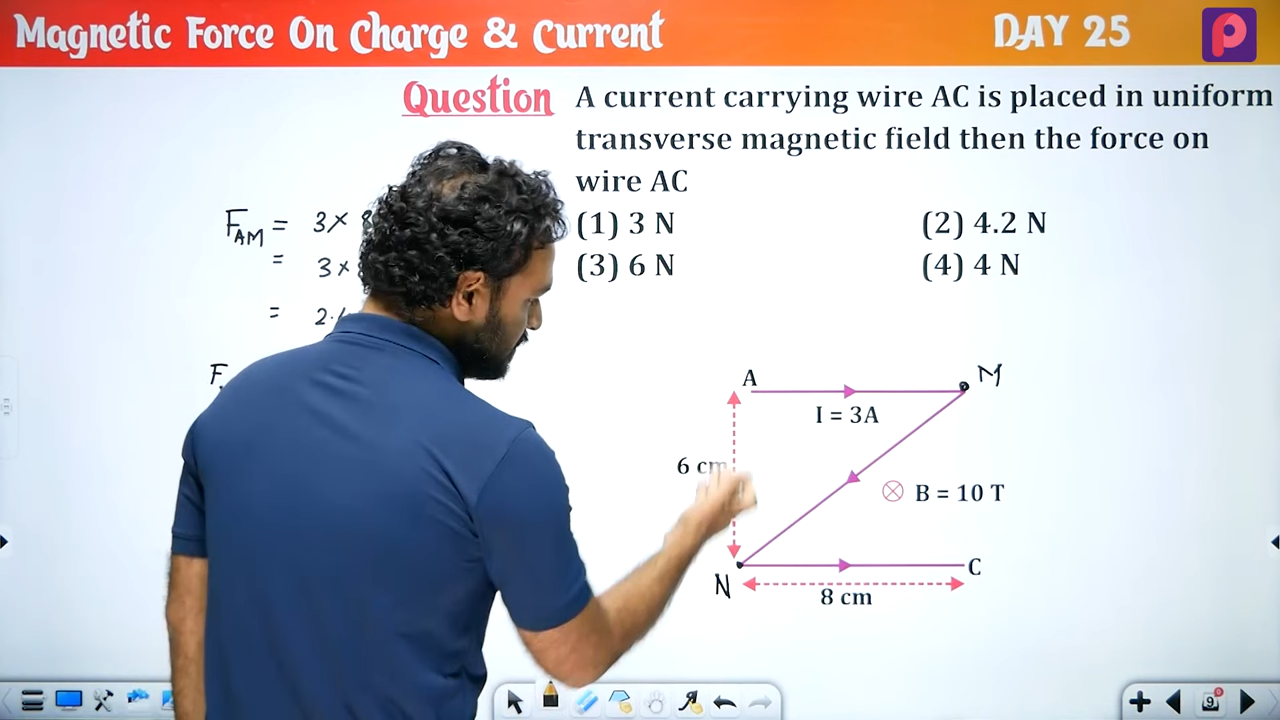 Magnetic Force On Charge & Current
DAY 25
Question A current carrying wire AC is placed in uniform
transverse magnetic field then the force on
wire AC
(1) 3 N (2) 4.2 N
(3) 6 N (4) 4 N
F_AM = 3×
= 3×
= 2.
F
A M
I = 3A
6 cm
⊗ B = 10 T
N C
8 cm
9